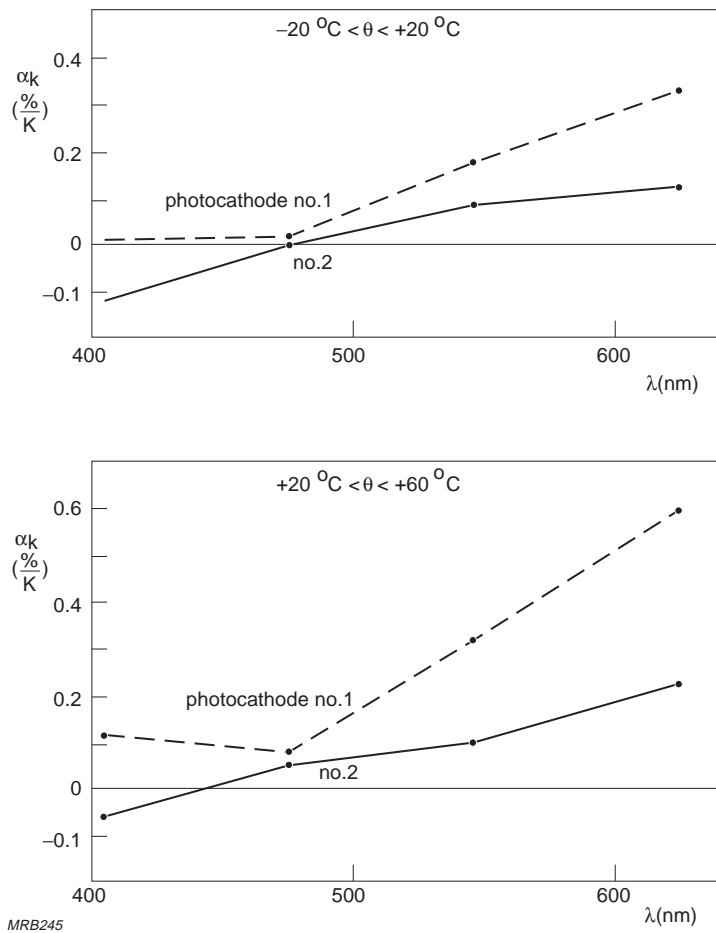 −20 °C < θ < +20 °C
0.4
αk
(%/K)
0.2
photocathode no.1
0
no.2
−0.1
400
500
600
λ(nm)
+20 °C < θ < +60 °C
0.6
αk
(%/K)
0.4
0.2
photocathode no.1
no.2
0
−0.1
400
500
600
λ(nm)
MRB245